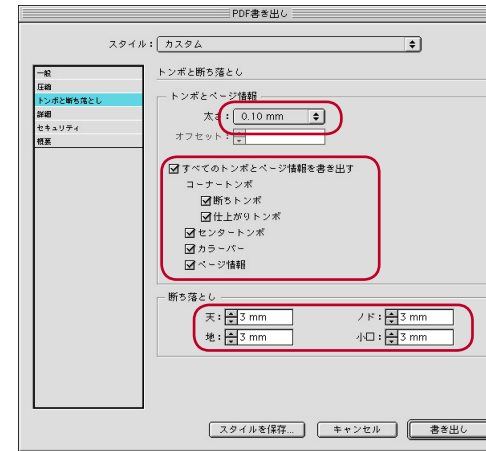 PDF書き出し
スタイル: カスタム
一般
圧縮
トンボと断ち落とし
詳細
セキュリティ
概要
トンボと断ち落とし
トンボとページ情報
太さ: 0.10 mm
オフセット:
すべてのトンボとページ情報を書き出す
コーナートンボ
断ちトンボ
仕上がりトンボ
センタートンボ
カラーバー
ページ情報
断ち落とし
天: 3 mm ノド: 3 mm
地: 3 mm 小口: 3 mm
スタイルを保存... キャンセル 書き出し